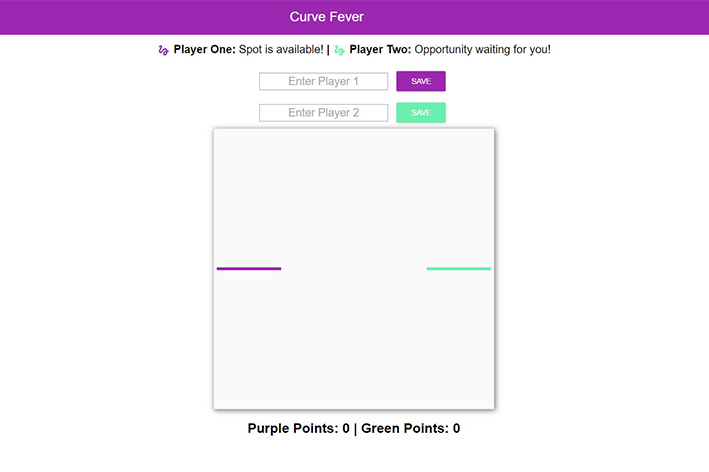 Curve Fever
Player One: Spot is available! | Player Two: Opportunity waiting for you!
Enter Player 1 SAVE
Enter Player 2 SAVE
Purple Points: 0 | Green Points: 0